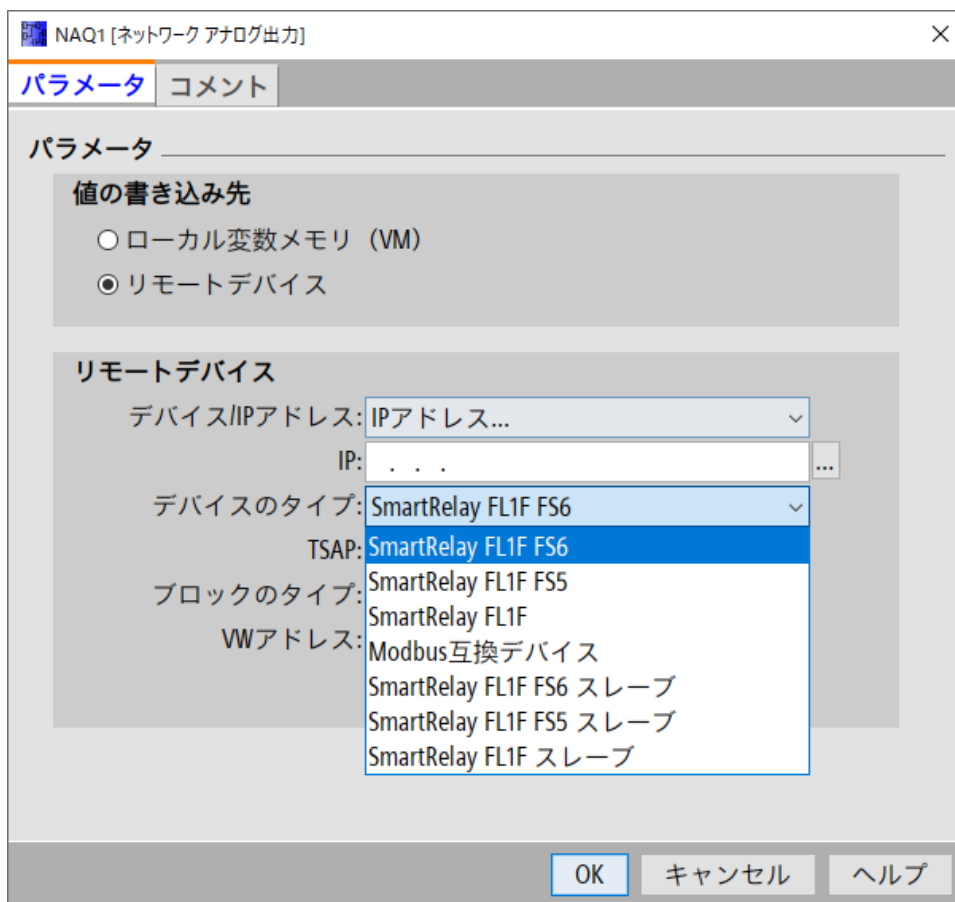 NAQ1 [ネットワーク アナログ出力]
パラメータ コメント
パラメータ
値の書き込み先
ローカル変数メモリ（VM）
リモートデバイス
リモートデバイス
デバイス/IPアドレス: IPアドレス...
IP: . . . ...
デバイスのタイプ: SmartRelay FL1F FS6
TSAP: SmartRelay FL1F FS6
SmartRelay FL1F FS5
ブロックのタイプ:
SmartRelay FL1F
VWアドレス: Modbus互換デバイス
SmartRelay FL1F FS6 スレーブ
SmartRelay FL1F FS5 スレーブ
SmartRelay FL1F スレーブ
OK キャンセル ヘルプ